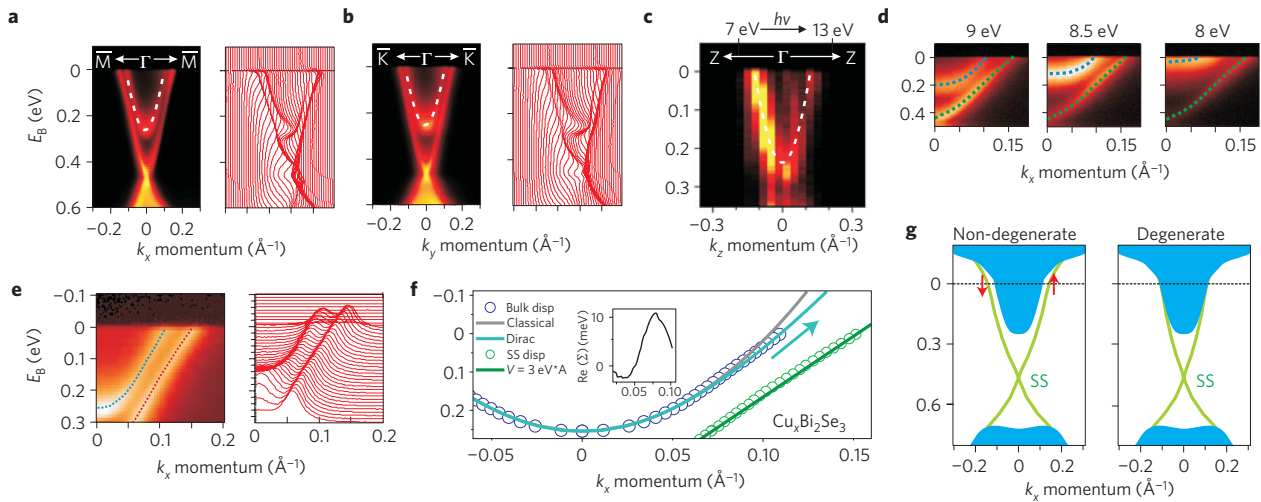 a
M̅ Γ M̅
0
0.2
0.4
0.6
E_B (eV)
−0.2 0 0.2
k_x momentum (Å⁻¹)
b
K̅ Γ K̅
0
−0.2 0 0.2
k_y momentum (Å⁻¹)
c
hν
7 eV 13 eV
Z Γ Z
0
0.1
0.2
0.3
−0.3 0 0.3
k_z momentum (Å⁻¹)
d
9 eV 8.5 eV 8 eV
0
0.2
0.4
0 0.15 0 0.15 0 0.15
k_x momentum (Å⁻¹)
e
−0.1
0
0.1
0.2
0.3
E_B (eV)
0 0.1 0.2 0 0.1 0.2
k_x momentum (Å⁻¹)
f
Bulk disp
Classical
Dirac
SS disp
V = 3 eV*A
Re (Σ) (meV)
10
0
0.05 0.10
−0.1
0
0.1
0.2
E_B (eV)
Cu_xBi₂Se₃
−0.05 0 0.05 0.10 0.15
k_x momentum (Å⁻¹)
g
Non-degenerate Degenerate
0
0.3
0.6
SS SS
−0.2 0 0.2 −0.2 0 0.2
k_x momentum (Å⁻¹)